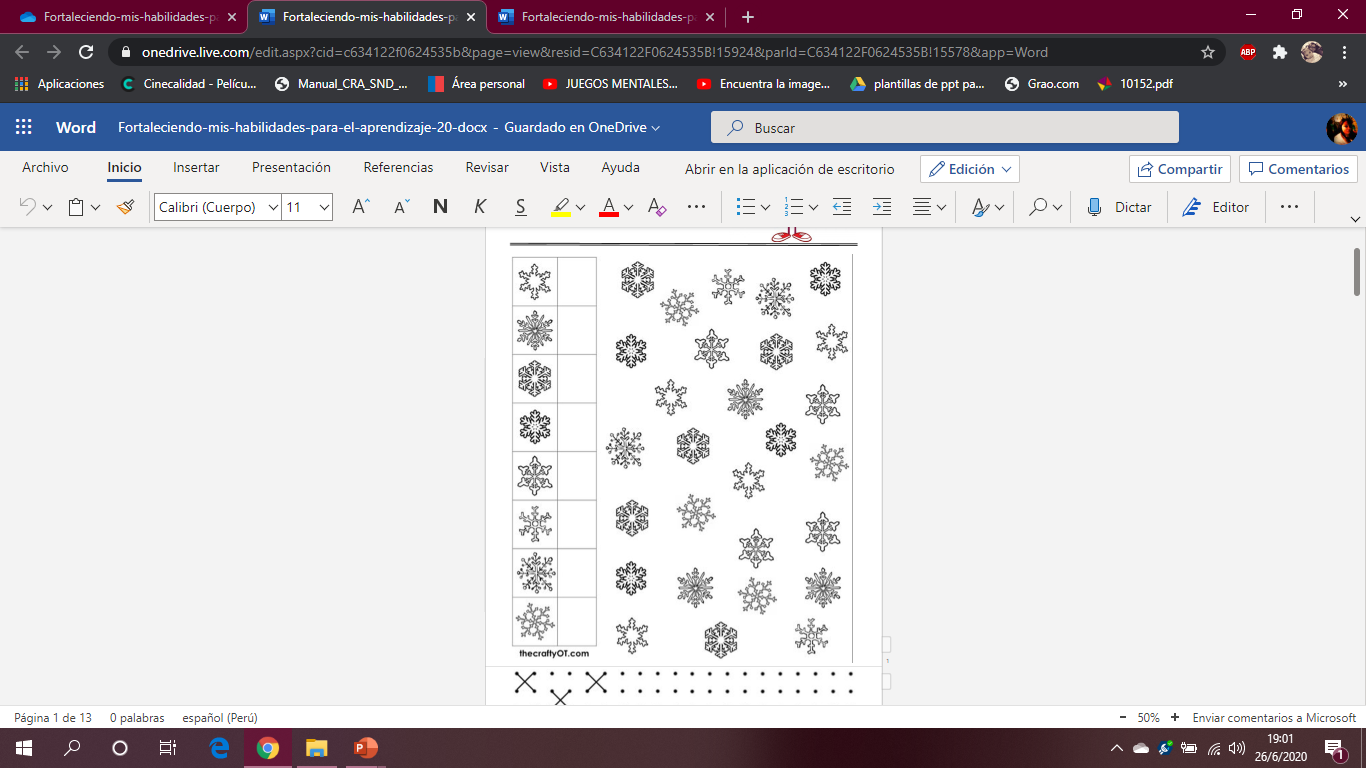 Fortaleciendo-mis-habilidades-pa
Fortaleciendo-mis-habilidades-pa
Fortaleciendo-mis-habilidades-pa
onedrive.live.com/edit.aspx?cid=c634122f0624535b&page=view&resid=C634122F0624535B!15924&parId=C634122F0624535B!15578&app=Word
ABP
Aplicaciones
Cinecalidad - Pelícu...
Manual_CRA_SND_...
Área personal
JUEGOS MENTALES...
Encuentra la image...
plantillas de ppt pa...
Grao.com
10152.pdf
»
Word
Fortaleciendo-mis-habilidades-para-el-aprendizaje-20-docx - Guardado en OneDrive
Buscar
Archivo Inicio Insertar Presentación Referencias Revisar Vista Ayuda Abrir en la aplicación de escritorio Edición Compartir Comentarios
Calibri (Cuerpo) 11 N K S Dictar Editor
thecraftyOT.com
Página 1 de 13 0 palabras español (Perú) - 50% + Enviar comentarios a Microsoft
19:01
26/6/2020
1